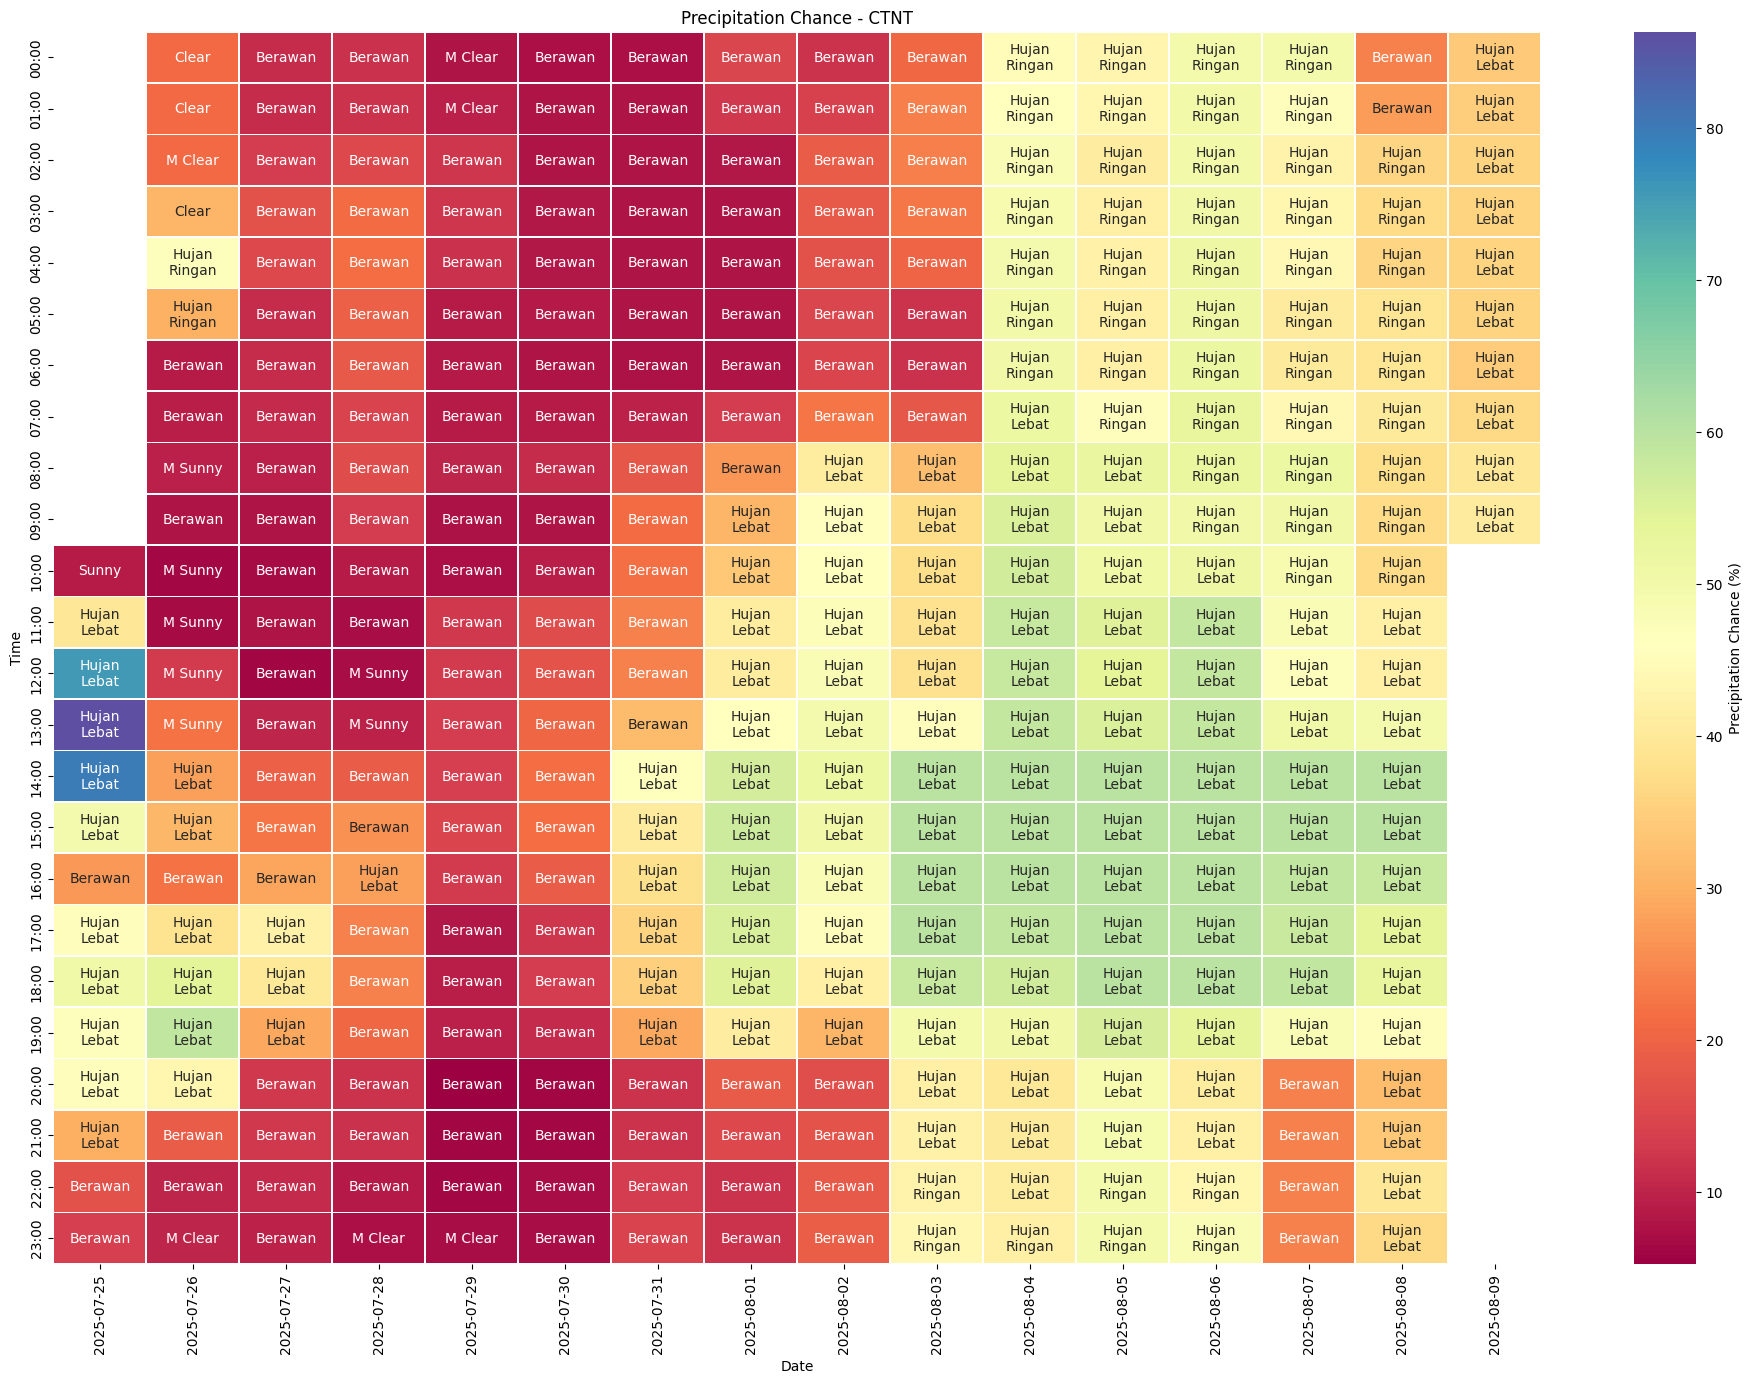 Precipitation Chance - CTNT
00:00 Clear Berawan Berawan M Clear Berawan Berawan Berawan Berawan Berawan Hujan Ringan Hujan Ringan Hujan Ringan Hujan Ringan Berawan Hujan Lebat
01:00 Clear Berawan Berawan M Clear Berawan Berawan Berawan Berawan Berawan Hujan Ringan Hujan Ringan Hujan Ringan Hujan Ringan Berawan Hujan Lebat
02:00 M Clear Berawan Berawan Berawan Berawan Berawan Berawan Berawan Berawan Hujan Ringan Hujan Ringan Hujan Ringan Hujan Ringan Hujan Ringan Hujan Lebat
03:00 Clear Berawan Berawan Berawan Berawan Berawan Berawan Berawan Berawan Hujan Ringan Hujan Ringan Hujan Ringan Hujan Ringan Hujan Ringan Hujan Lebat
04:00 Hujan Ringan Berawan Berawan Berawan Berawan Berawan Berawan Berawan Berawan Hujan Ringan Hujan Ringan Hujan Ringan Hujan Ringan Hujan Ringan Hujan Lebat
05:00 Hujan Ringan Berawan Berawan Berawan Berawan Berawan Berawan Berawan Berawan Hujan Ringan Hujan Ringan Hujan Ringan Hujan Ringan Hujan Ringan Hujan Lebat
06:00 Berawan Berawan Berawan Berawan Berawan Berawan Berawan Berawan Berawan Hujan Ringan Hujan Ringan Hujan Ringan Hujan Ringan Hujan Ringan Hujan Lebat
07:00 Berawan Berawan Berawan Berawan Berawan Berawan Berawan Berawan Berawan Hujan Lebat Hujan Ringan Hujan Ringan Hujan Ringan Hujan Ringan Hujan Lebat
08:00 M Sunny Berawan Berawan Berawan Berawan Berawan Berawan Hujan Lebat Hujan Lebat Hujan Lebat Hujan Lebat Hujan Ringan Hujan Ringan Hujan Ringan Hujan Lebat
09:00 Berawan Berawan Berawan Berawan Berawan Berawan Hujan Lebat Hujan Lebat Hujan Lebat Hujan Lebat Hujan Lebat Hujan Ringan Hujan Ringan Hujan Ringan Hujan Lebat
10:00 Sunny M Sunny Berawan Berawan Berawan Berawan Berawan Hujan Lebat Hujan Lebat Hujan Lebat Hujan Lebat Hujan Lebat Hujan Lebat Hujan Ringan Hujan Ringan
11:00 Hujan Lebat M Sunny Berawan Berawan Berawan Berawan Berawan Hujan Lebat Hujan Lebat Hujan Lebat Hujan Lebat Hujan Lebat Hujan Lebat Hujan Lebat Hujan Lebat
12:00 Hujan Lebat M Sunny Berawan M Sunny Berawan Berawan Berawan Hujan Lebat Hujan Lebat Hujan Lebat Hujan Lebat Hujan Lebat Hujan Lebat Hujan Lebat Hujan Lebat
13:00 Hujan Lebat M Sunny Berawan M Sunny Berawan Berawan Berawan Hujan Lebat Hujan Lebat Hujan Lebat Hujan Lebat Hujan Lebat Hujan Lebat Hujan Lebat Hujan Lebat
14:00 Hujan Lebat Hujan Lebat Berawan Berawan Berawan Berawan Hujan Lebat Hujan Lebat Hujan Lebat Hujan Lebat Hujan Lebat Hujan Lebat Hujan Lebat Hujan Lebat Hujan Lebat
15:00 Hujan Lebat Hujan Lebat Berawan Berawan Berawan Berawan Hujan Lebat Hujan Lebat Hujan Lebat Hujan Lebat Hujan Lebat Hujan Lebat Hujan Lebat Hujan Lebat Hujan Lebat
16:00 Berawan Berawan Berawan Hujan Lebat Berawan Berawan Hujan Lebat Hujan Lebat Hujan Lebat Hujan Lebat Hujan Lebat Hujan Lebat Hujan Lebat Hujan Lebat Hujan Lebat
17:00 Hujan Lebat Hujan Lebat Hujan Lebat Berawan Berawan Berawan Hujan Lebat Hujan Lebat Hujan Lebat Hujan Lebat Hujan Lebat Hujan Lebat Hujan Lebat Hujan Lebat Hujan Lebat
18:00 Hujan Lebat Hujan Lebat Hujan Lebat Berawan Berawan Berawan Hujan Lebat Hujan Lebat Hujan Lebat Hujan Lebat Hujan Lebat Hujan Lebat Hujan Lebat Hujan Lebat Hujan Lebat
19:00 Hujan Lebat Hujan Lebat Hujan Lebat Berawan Berawan Berawan Hujan Lebat Hujan Lebat Hujan Lebat Hujan Lebat Hujan Lebat Hujan Lebat Hujan Lebat Hujan Lebat Hujan Lebat
20:00 Hujan Lebat Hujan Lebat Berawan Berawan Berawan Berawan Berawan Berawan Berawan Hujan Lebat Hujan Lebat Hujan Lebat Hujan Lebat Berawan Hujan Lebat
21:00 Hujan Lebat Berawan Berawan Berawan Berawan Berawan Berawan Berawan Berawan Hujan Lebat Hujan Lebat Hujan Lebat Hujan Lebat Berawan Hujan Lebat
22:00 Berawan Berawan Berawan Berawan Berawan Berawan Berawan Berawan Berawan Hujan Ringan Hujan Lebat Hujan Ringan Hujan Ringan Berawan Hujan Lebat
23:00 Berawan M Clear Berawan M Clear M Clear Berawan Berawan Berawan Berawan Hujan Ringan Hujan Ringan Hujan Ringan Hujan Ringan Berawan Hujan Lebat
Time
2025-07-25 2025-07-26 2025-07-27 2025-07-28 2025-07-29 2025-07-30 2025-07-31 2025-08-01 2025-08-02 2025-08-03 2025-08-04 2025-08-05 2025-08-06 2025-08-07 2025-08-08 2025-08-09
Date
80
70
60
50
40
30
20
10
Precipitation Chance (%)